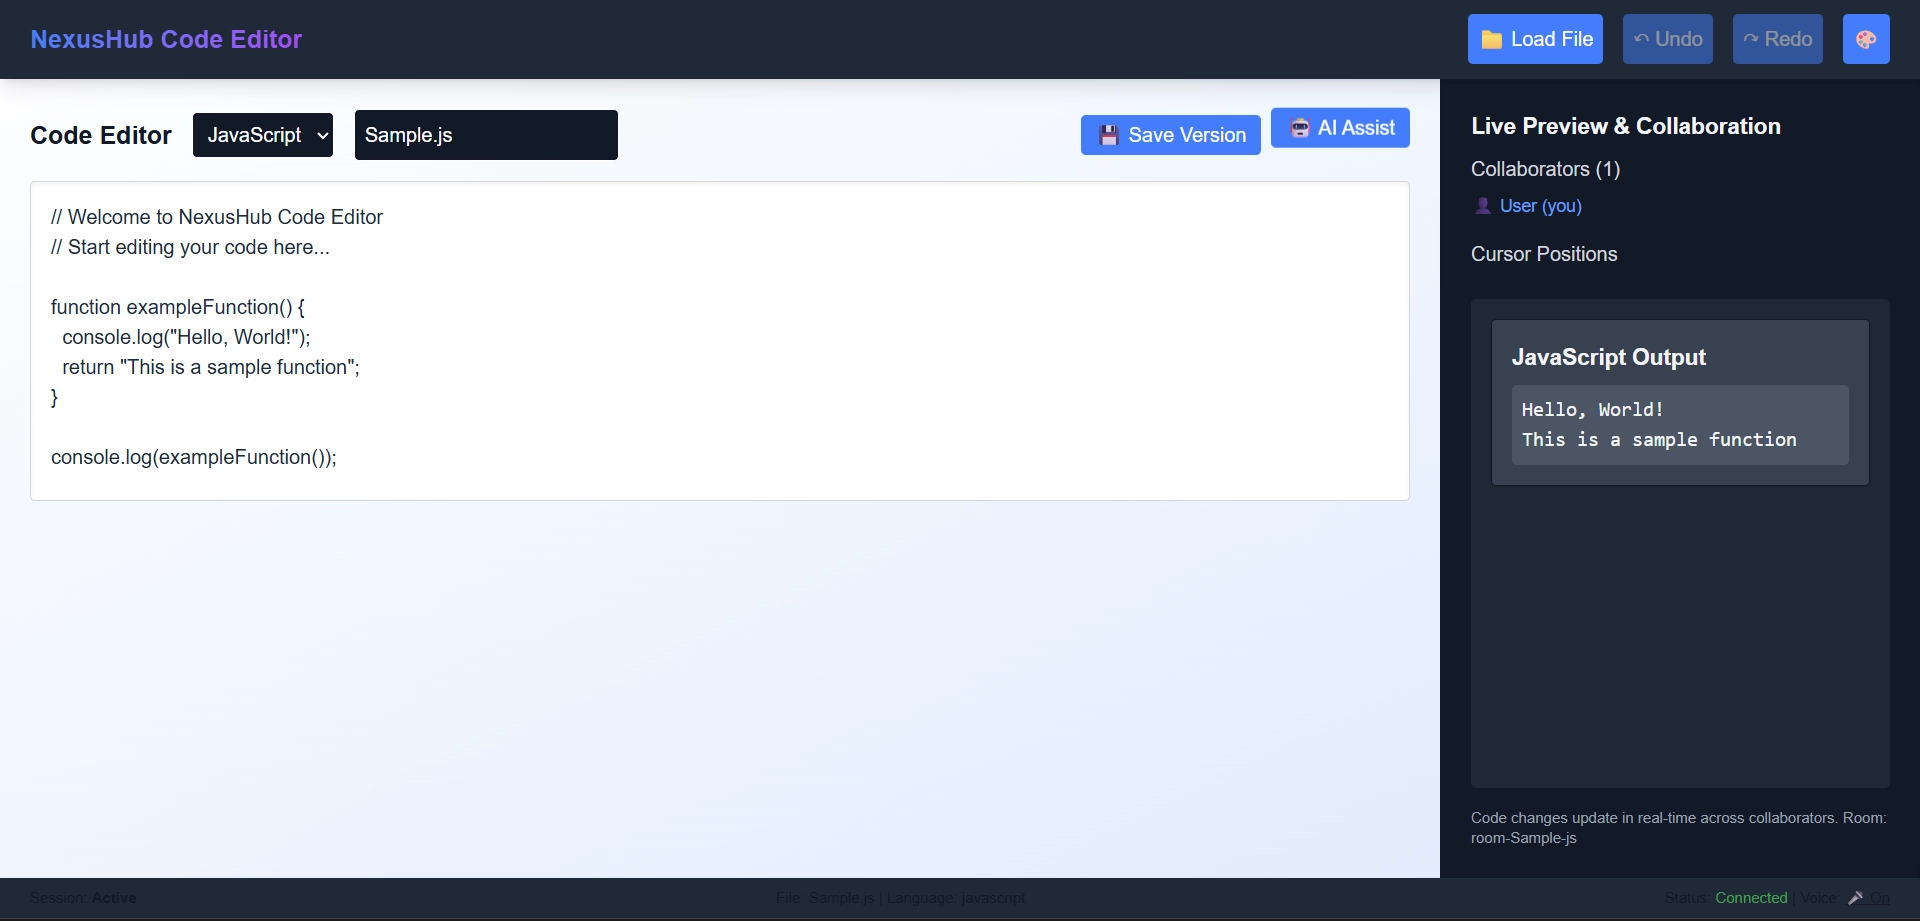 NexusHub Code Editor
Load File
Undo
Redo
Code Editor
JavaScript
Sample.js
Save Version
AI Assist
// Welcome to NexusHub Code Editor
// Start editing your code here...
function exampleFunction() {
console.log("Hello, World!");
return "This is a sample function";
}
console.log(exampleFunction());
Live Preview & Collaboration
Collaborators (1)
User (you)
Cursor Positions
JavaScript Output
Hello, World!
This is a sample function
Code changes update in real-time across collaborators. Room:
room-Sample-js
Session: Active
File: Sample.js | Language: javascript
Status: Connected | Voice: On